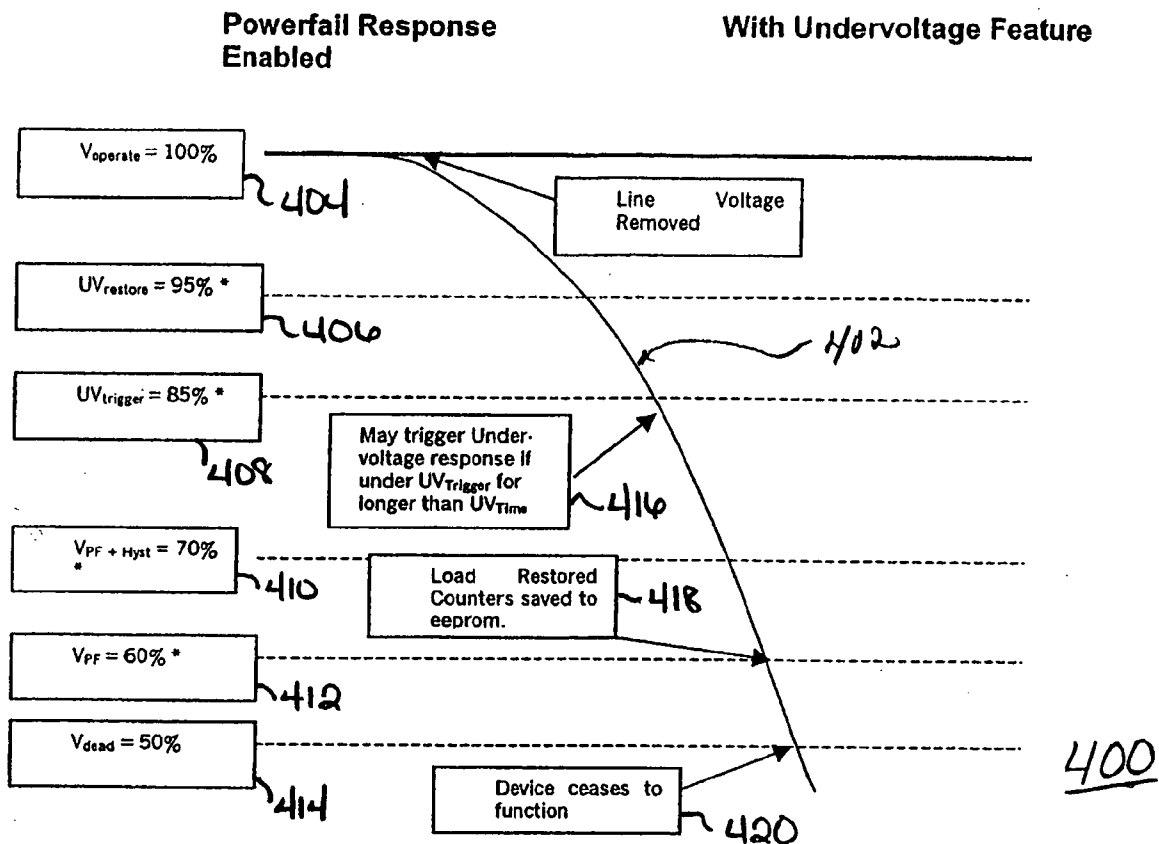 Powerfail Response
Enabled
With Undervoltage Feature
Voperate = 100%
404
Line Voltage
Removed
UVrestore = 95% *
406
402
UVtrigger = 85% *
408
May trigger Under-
voltage response if
under UVTrigger for
longer than UVTime
416
VPF + Hyst = 70%
*
410
Load Restored
Counters saved to
eeprom.
418
VPF = 60% *
412
Vdead = 50%
414
Device ceases to
function
420
400